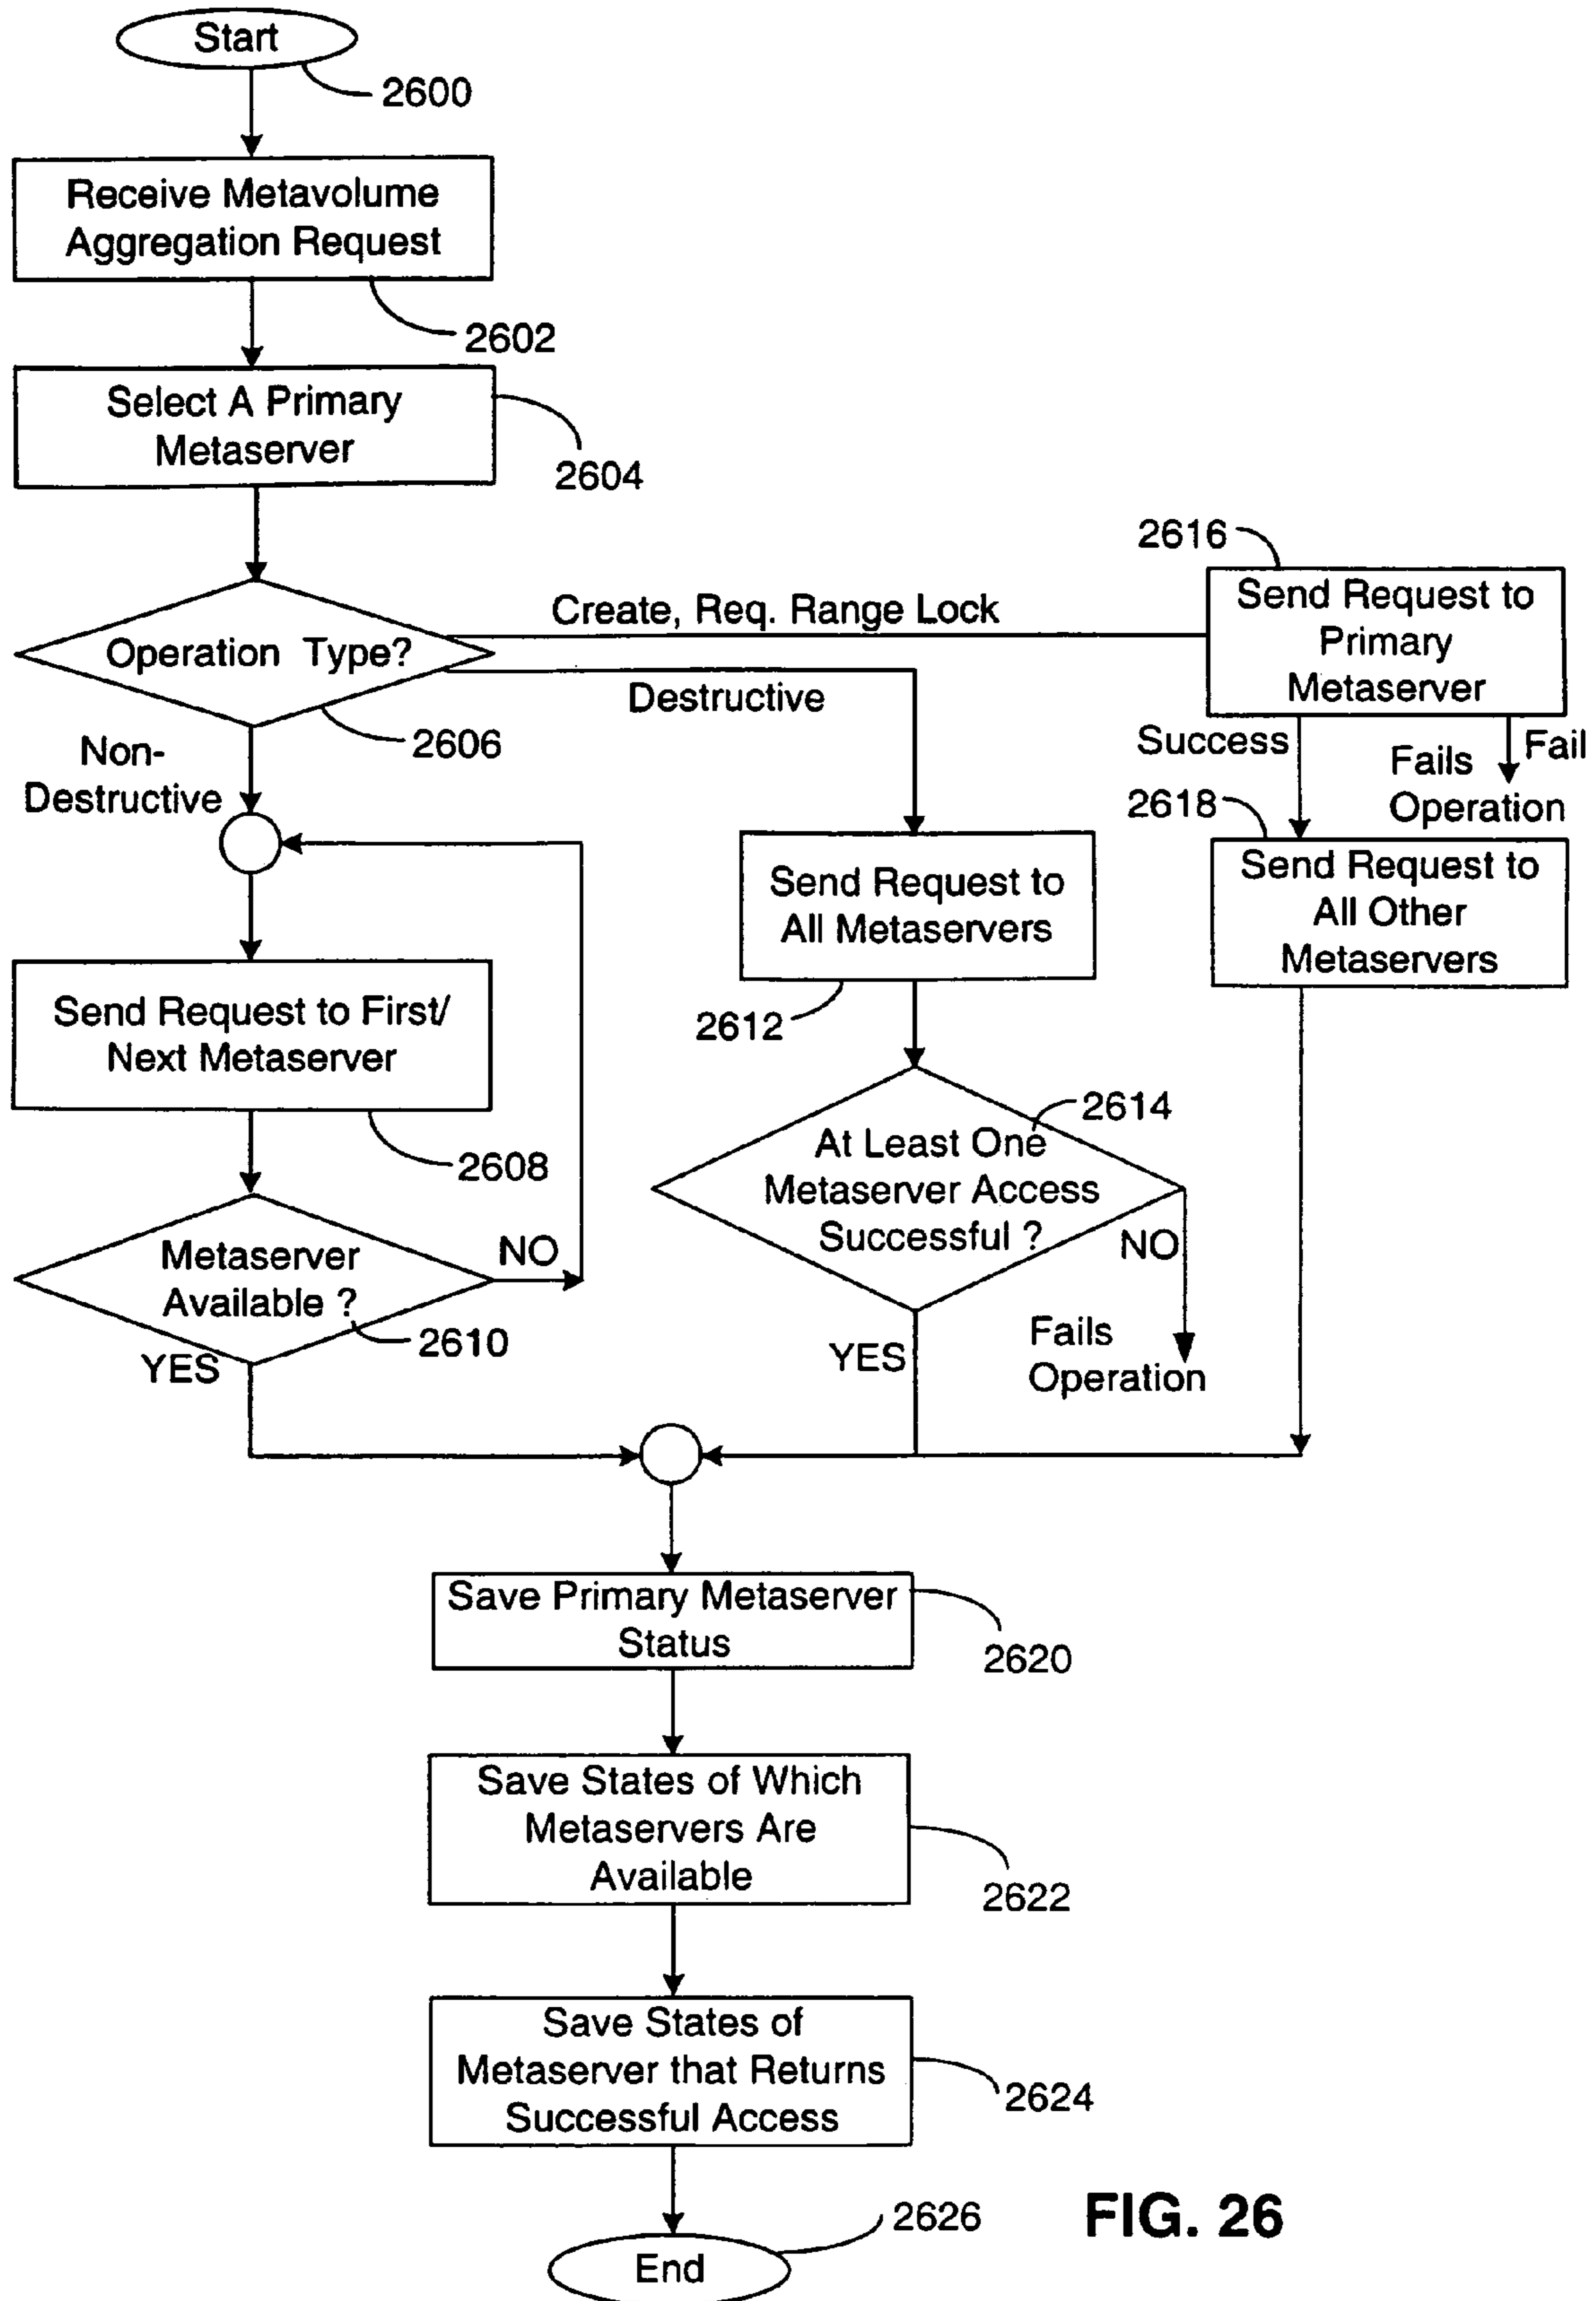 Start
2600
Receive Metavolume
Aggregation Request
2602
Select A Primary
Metaserver
2604
Operation Type?
2606
Create, Req. Range Lock
Destructive
Non-
Destructive
2616
Send Request to
Primary
Metaserver
Success
Fail
Fails
Operation
2618
Send Request to
All Other
Metaservers
Send Request to
All Metaservers
2612
Send Request to First/
Next Metaserver
2608
2614
At Least One
Metaserver Access
Successful ?
NO
Fails
Operation
YES
Metaserver
Available ?
NO
2610
YES
Save Primary Metaserver
Status
2620
Save States of Which
Metaservers Are
Available
2622
Save States of
Metaserver that Returns
Successful Access
2624
2626
End
FIG. 26